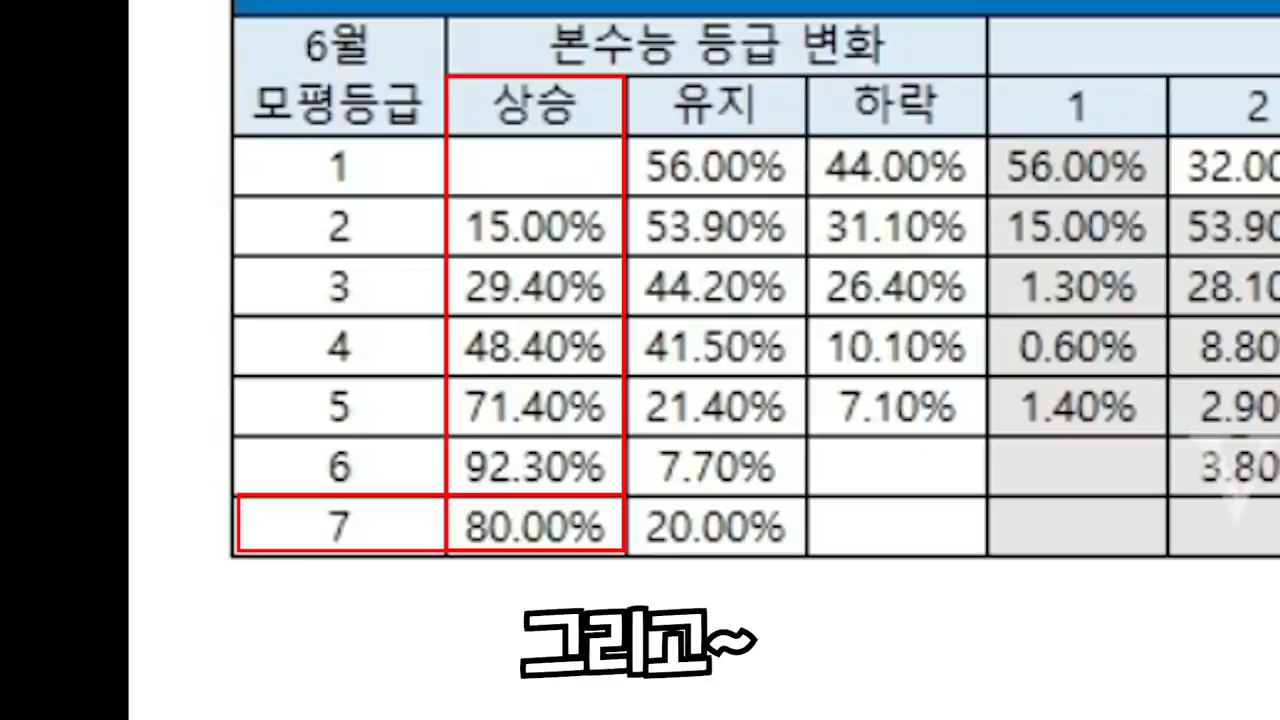 6월 모평등급 본수능 등급 변화
상승 유지 하락 1 2
1 56.00% 44.00% 56.00%
2 15.00% 53.90% 31.10% 15.00%
3 29.40% 44.20% 26.40% 1.30%
4 48.40% 41.50% 10.10% 0.60%
5 71.40% 21.40% 7.10% 1.40%
6 92.30% 7.70%
7 80.00% 20.00%
그리고~